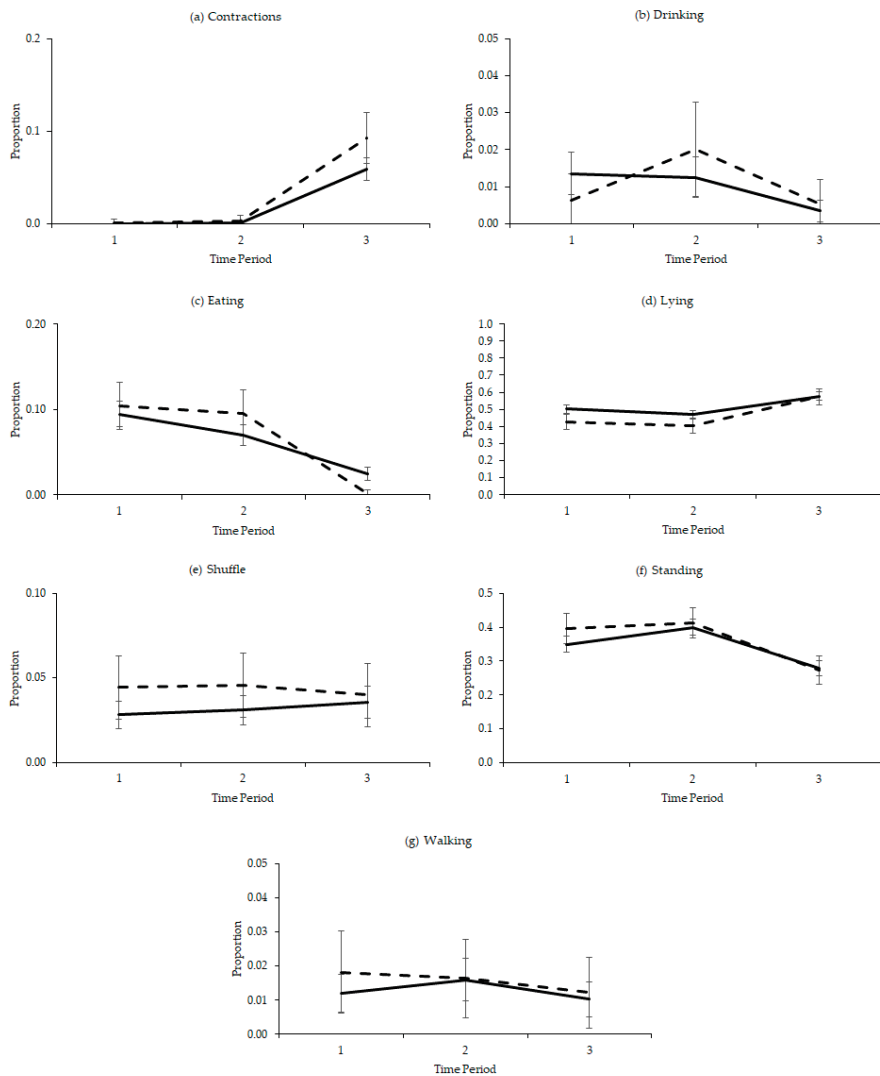 (a) Contractions
0.2
0.1
0.0
Proportion
1 2 3
Time Period
(b) Drinking
0.05
0.04
0.03
0.02
0.01
0.00
Proportion
1 2 3
Time Period
(c) Eating
0.20
0.10
0.00
Proportion
1 2 3
Time Period
(d) Lying
1.0
0.9
0.8
0.7
0.6
0.5
0.4
0.3
0.2
0.1
0.0
Proportion
1 2 3
Time Period
(e) Shuffle
0.10
0.05
0.00
Proportion
1 2 3
Time Period
(f) Standing
0.5
0.4
0.3
0.2
0.1
0.0
Proportion
1 2 3
Time Period
(g) Walking
0.05
0.04
0.03
0.02
0.01
0.00
Proportion
1 2 3
Time Period